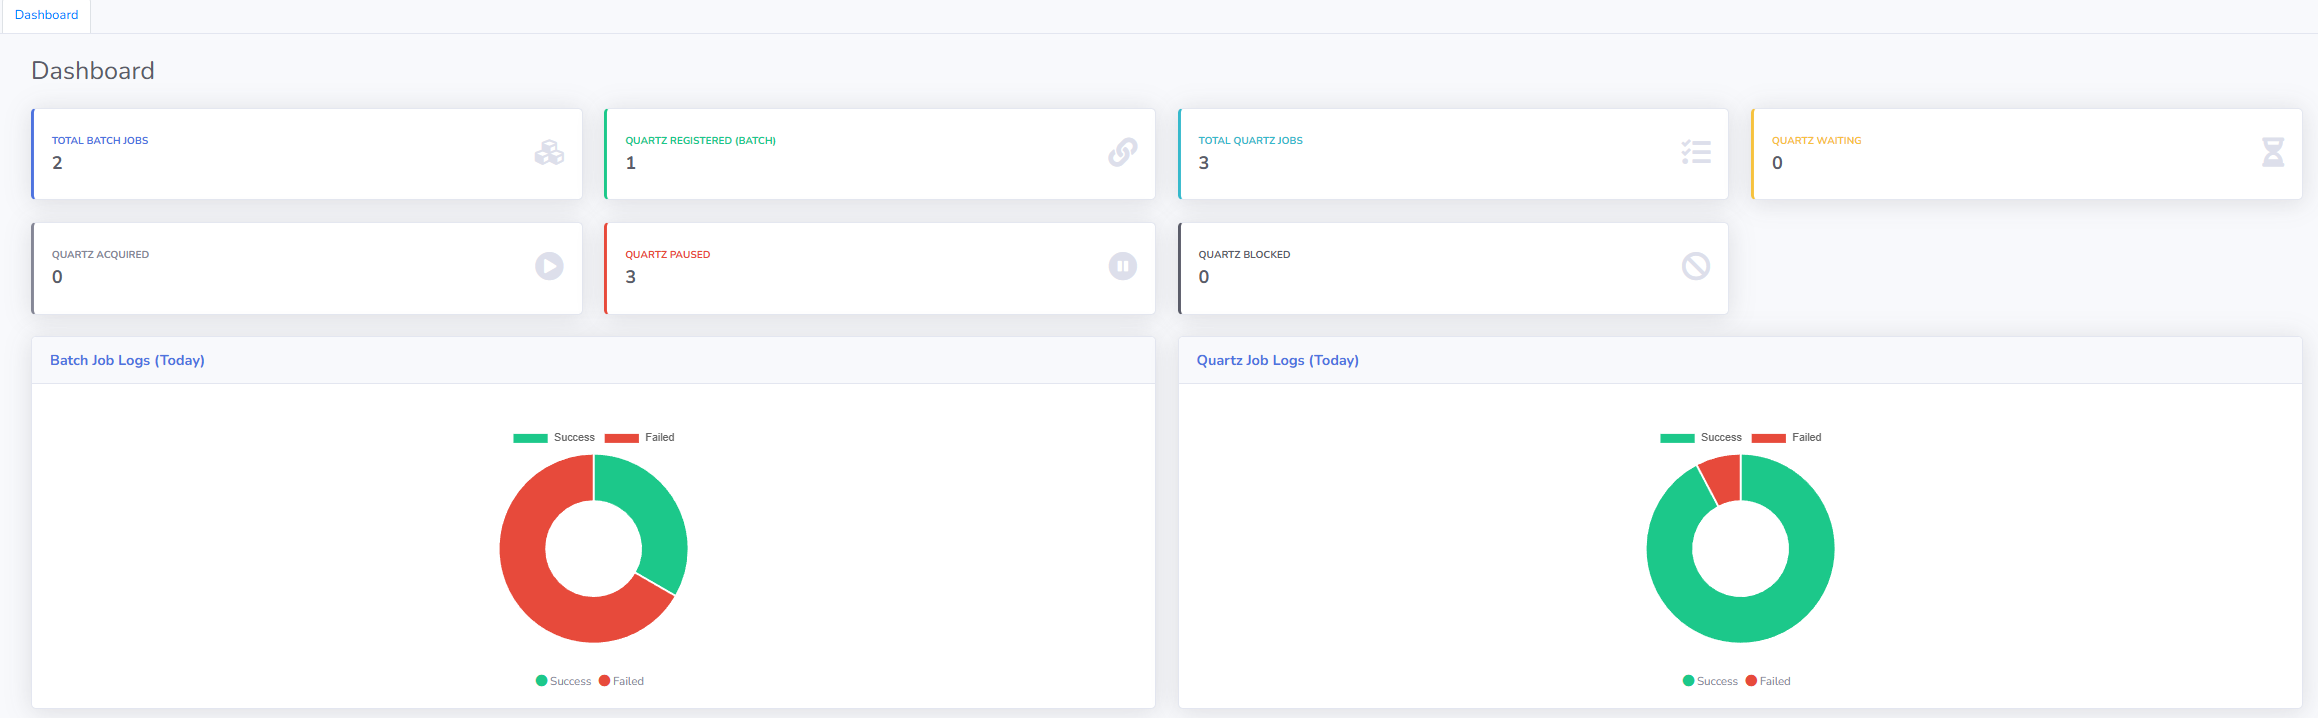 Dashboard
Dashboard
TOTAL BATCH JOBS
2
QUARTZ REGISTERED (BATCH)
1
TOTAL QUARTZ JOBS
3
QUARTZ WAITING
0
QUARTZ ACQUIRED
0
QUARTZ PAUSED
3
QUARTZ BLOCKED
0
Batch Job Logs (Today)
Success Failed
Success Failed
Quartz Job Logs (Today)
Success Failed
Success Failed